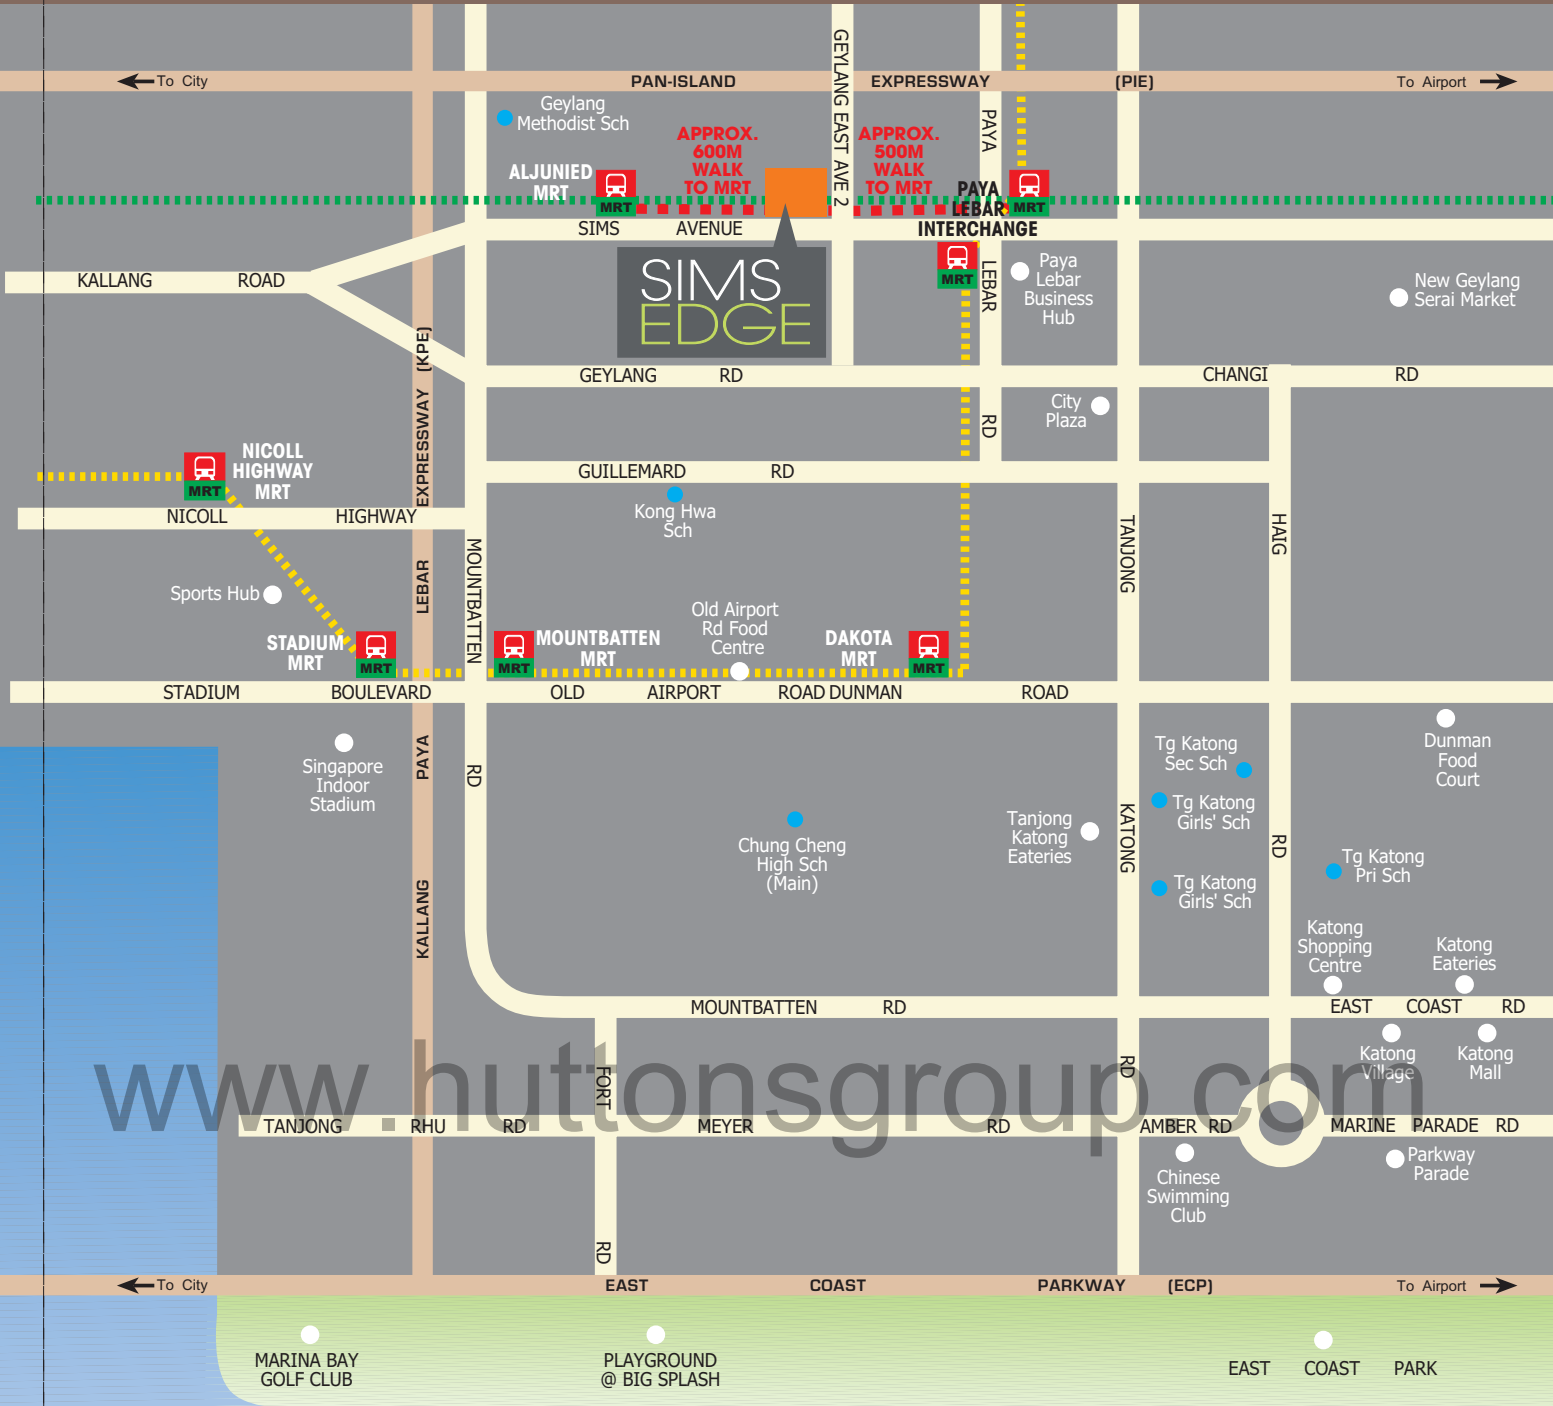 To City
PAN-ISLAND EXPRESSWAY (PIE)
To Airport
GEYLANG EAST AVE 2
Geylang
Methodist Sch
APPROX.
600M
WALK
TO MRT
APPROX.
500M
WALK
TO MRT
ALJUNIED
MRT
MRT
PAYA LEBAR RD
PAYA
LEBAR
INTERCHANGE
MRT
MRT
SIMS AVENUE
KALLANG ROAD
SIMS
EDGE
Paya
Lebar
Business
Hub
New Geylang
Serai Market
GEYLANG RD
CHANGI RD
City
Plaza
NICOLL
HIGHWAY
MRT
MRT
GUILLEMARD RD
Kong Hwa
Sch
NICOLL HIGHWAY
KALLANG PAYA LEBAR EXPRESSWAY (KPE)
MOUNTBATTEN RD
TANJONG KATONG RD
HAIG RD
Sports Hub
STADIUM
MRT
MRT
MRT
MOUNTBATTEN
MRT
Old Airport
Rd Food
Centre
DAKOTA
MRT
MRT
STADIUM BOULEVARD
OLD AIRPORT ROAD
DUNMAN ROAD
Singapore
Indoor
Stadium
Chung Cheng
High Sch
(Main)
Tanjong
Katong
Eateries
Tg Katong
Sec Sch
Tg Katong
Girls' Sch
Tg Katong
Girls' Sch
Dunman
Food
Court
Tg Katong
Pri Sch
Katong
Shopping
Centre
Katong
Eateries
MOUNTBATTEN RD
EAST COAST RD
Katong
Village
Katong
Mall
www.huttonsgroup.com
FORT RD
TANJONG RHU RD
MEYER RD
AMBER RD
MARINE PARADE RD
Chinese
Swimming
Club
Parkway
Parade
To City
EAST COAST PARKWAY (ECP)
To Airport
MARINA BAY
GOLF CLUB
PLAYGROUND
@ BIG SPLASH
EAST COAST PARK